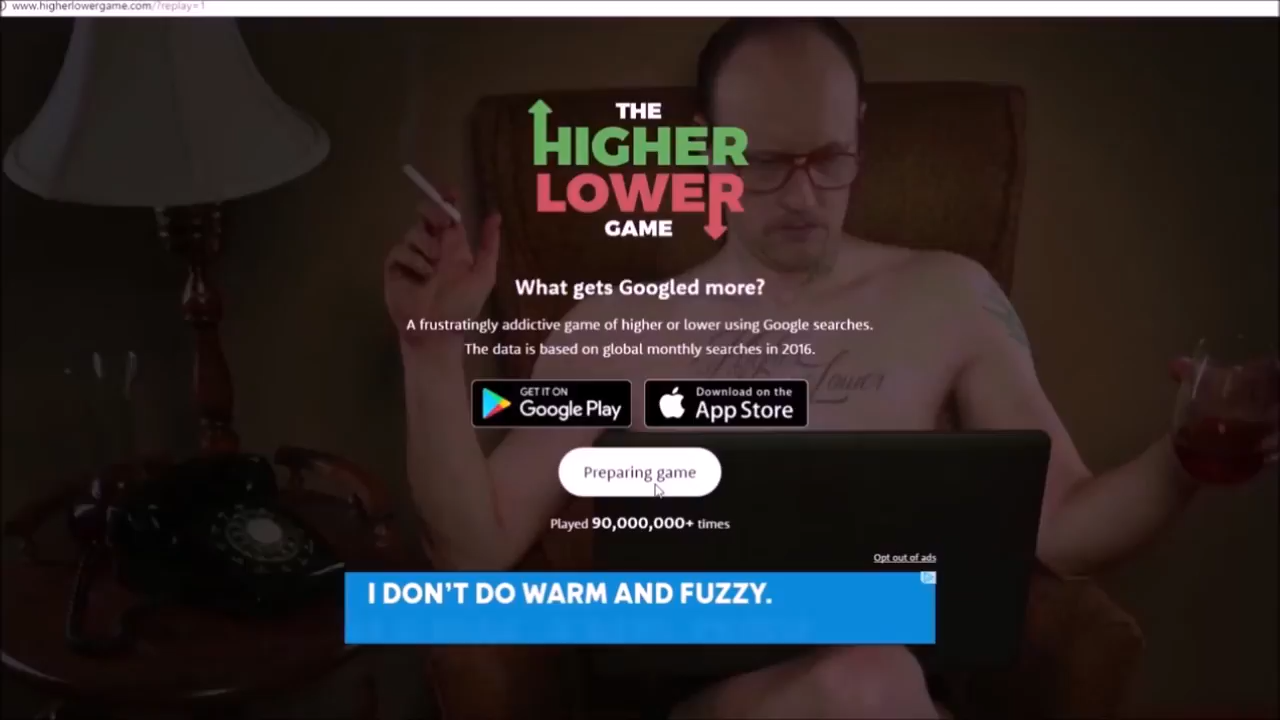 www.higherlowergame.com/?replay=1
THE
HIGHER
LOWER
GAME
What gets Googled more?
A frustratingly addictive game of higher or lower using Google searches.
The data is based on global monthly searches in 2016.
GET IT ON
Google Play
Download on the
App Store
Preparing game
Played 90,000,000+ times
Opt out of ads
I DON'T DO WARM AND FUZZY.